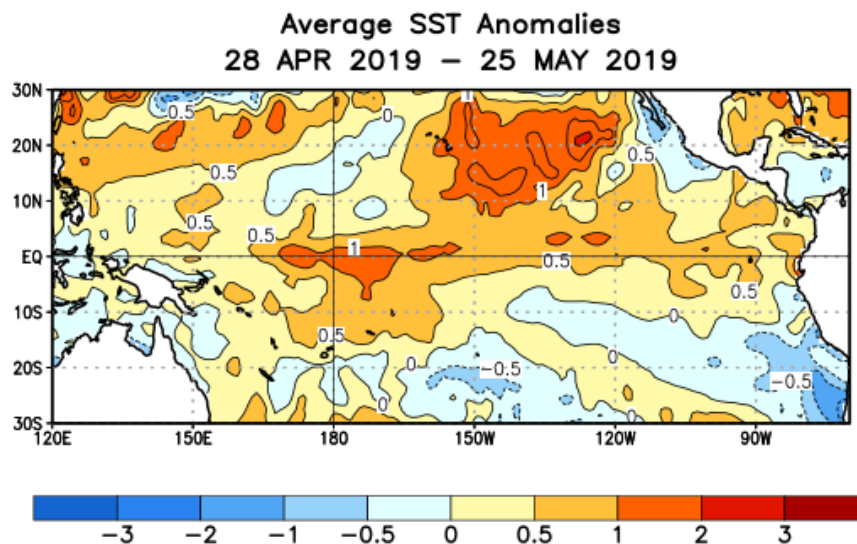 Average SST Anomalies
28 APR 2019 – 25 MAY 2019
30N
20N
10N
EQ
10S
20S
30S
120E 150E 180 150W 120W 90W
0.5 0 1
0.5
0.5 1
0.5
0.5 1
0.5
0.5
0
0.5 0
0 -0.5
-0.5
0 0
-3 -2 -1 -0.5 0 0.5 1 2 3